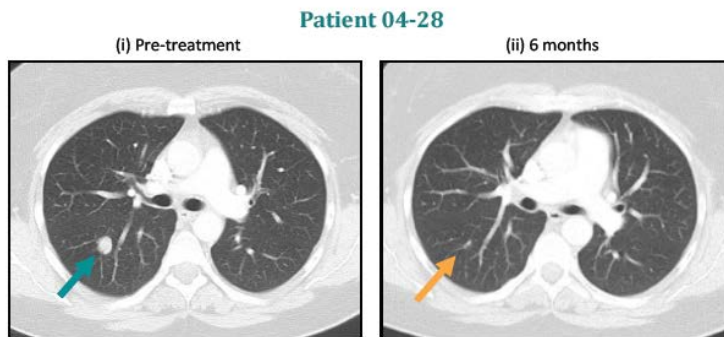 Patient 04-28
(i) Pre-treatment
(ii) 6 months